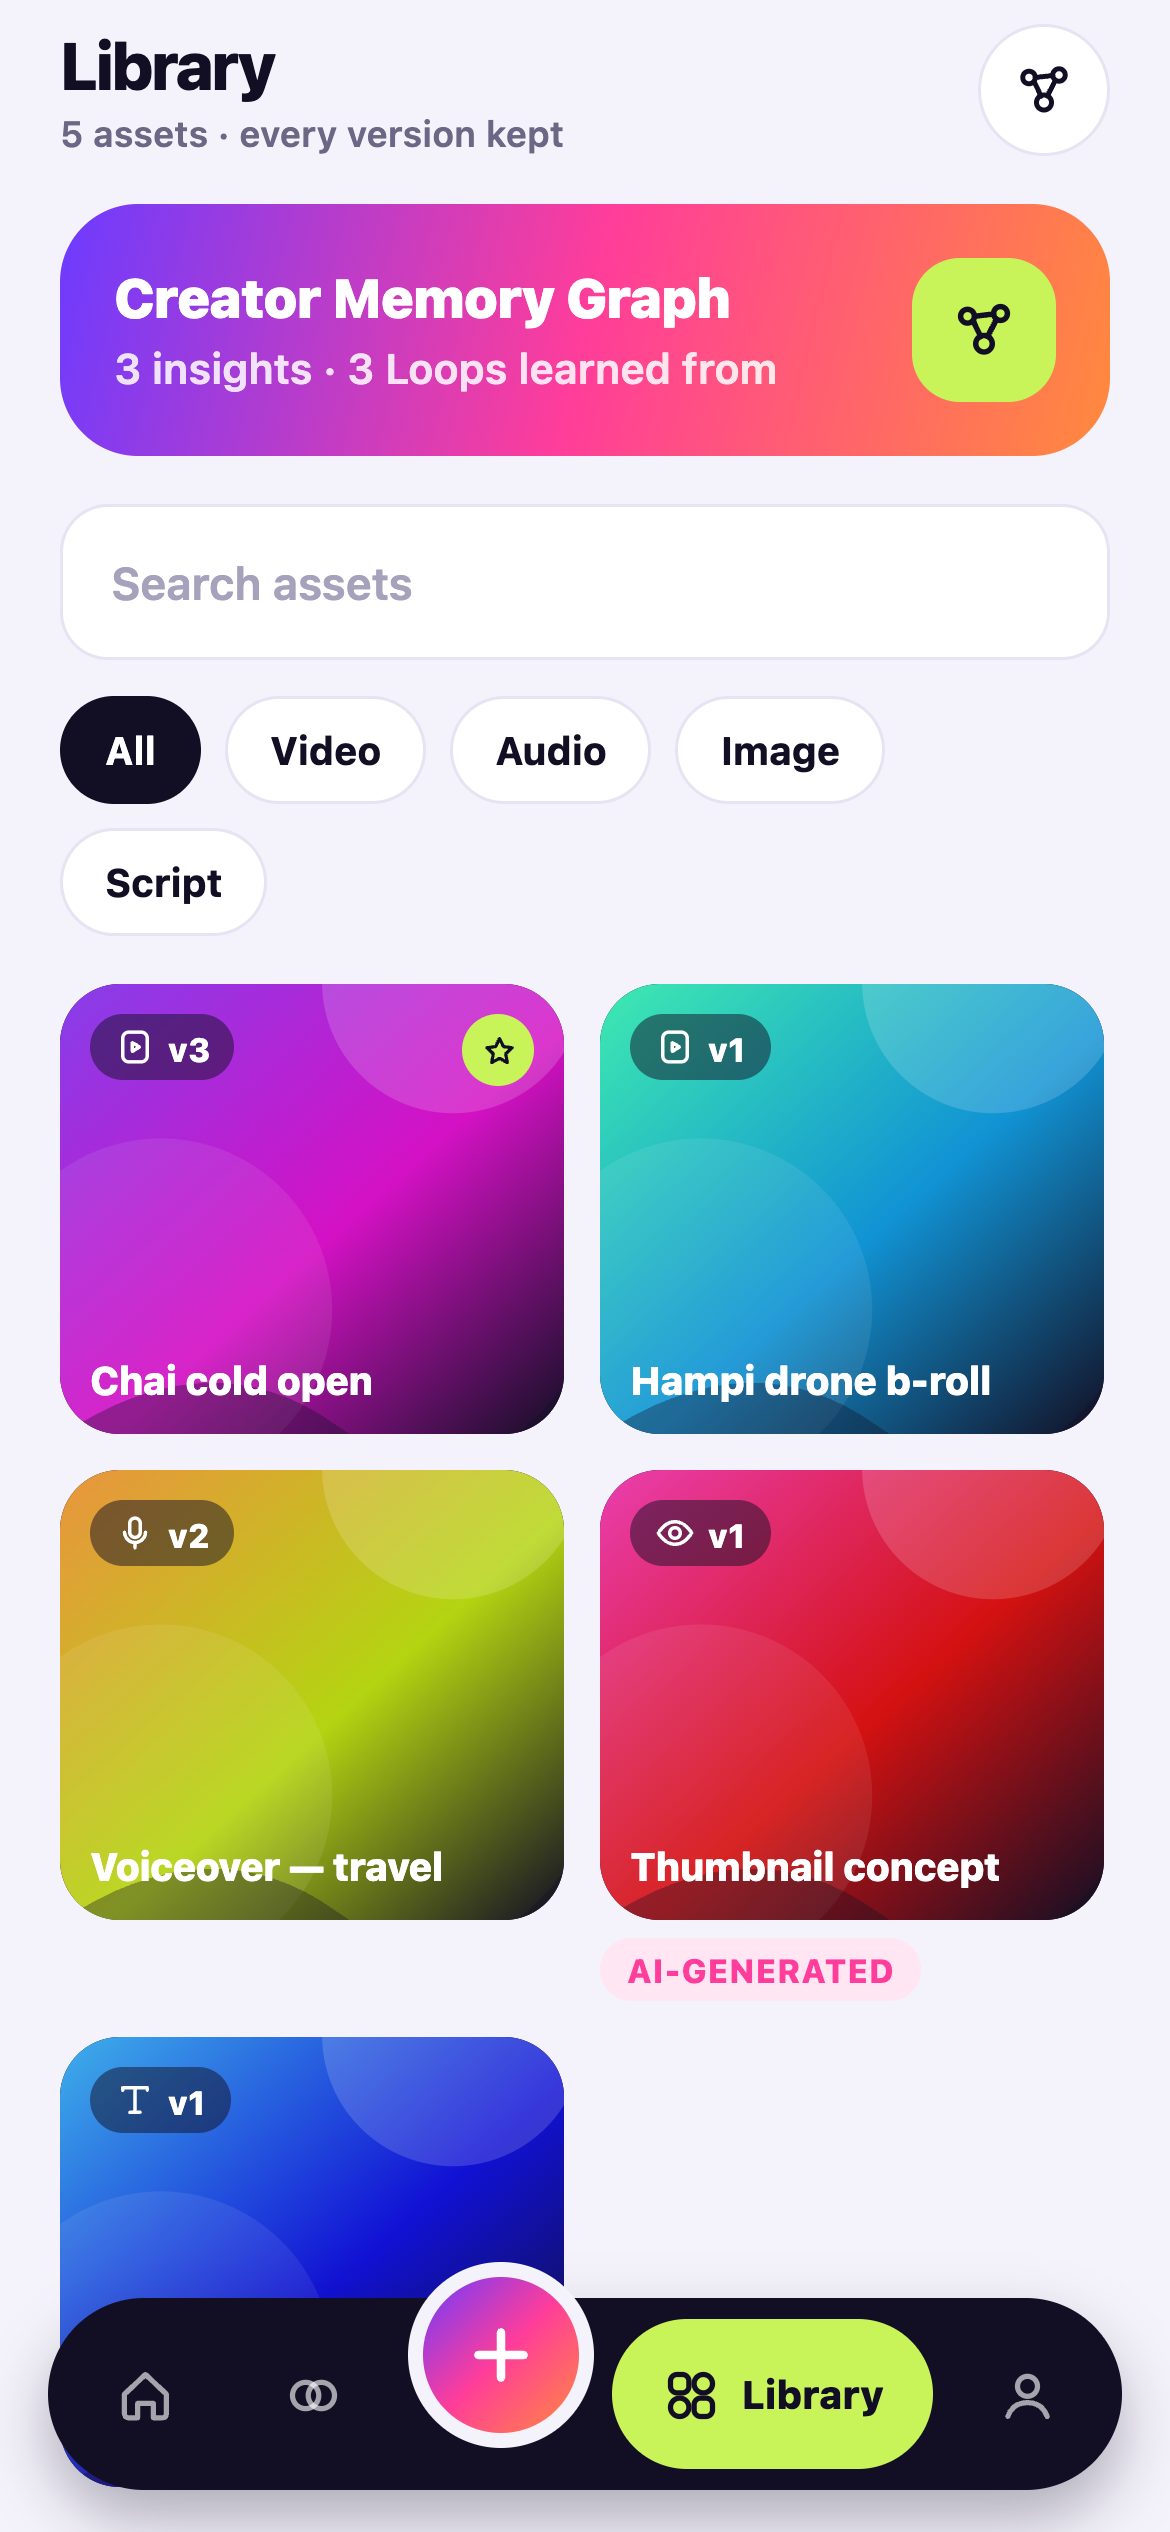 Library
5 assets · every version kept
Creator Memory Graph
3 insights · 3 Loops learned from
Search assets
All
Video
Audio
Image
Script
v3
Chai cold open
v1
Hampi drone b-roll
v2
Voiceover — travel
v1
Thumbnail concept
AI-GENERATED
v1
Library